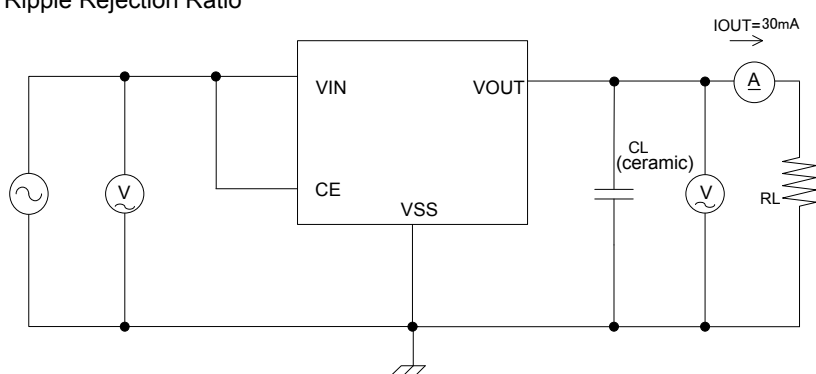 Ripple Rejection Ratio
IOUT=30mA
VIN
VOUT
A
CL
(ceramic)
V
CE
V
RL
VSS